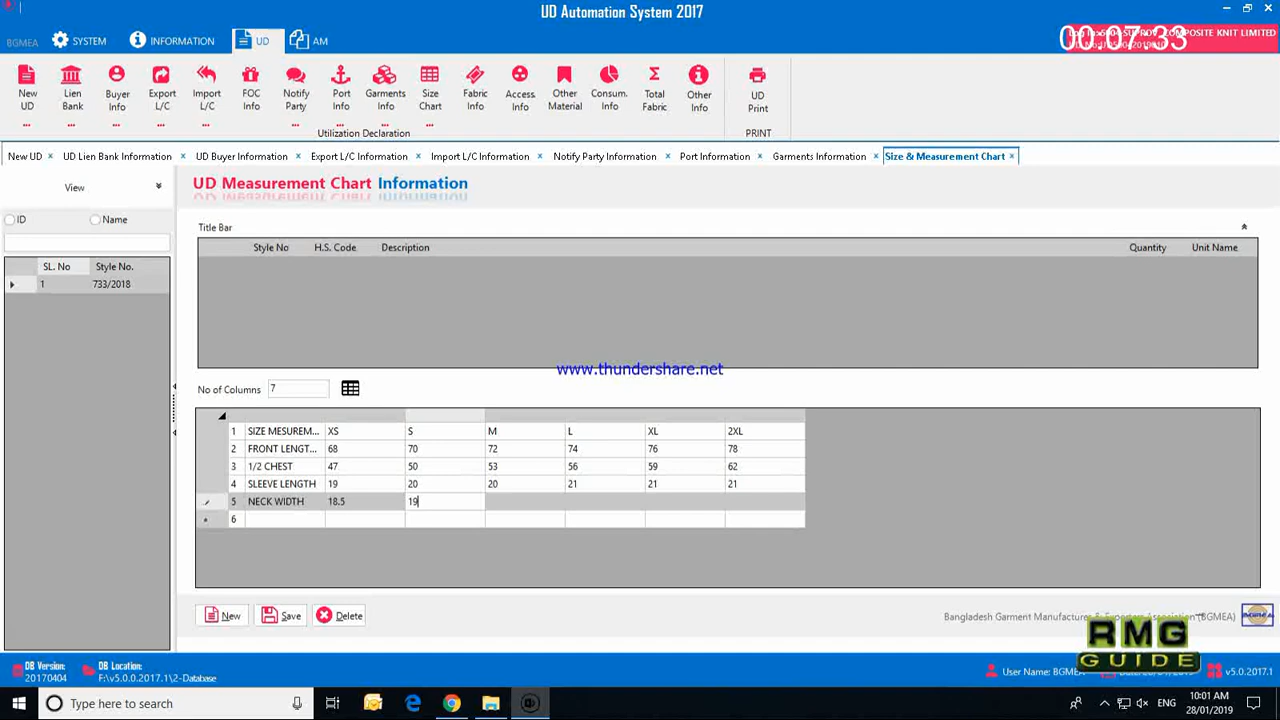 UD Automation System 2017
BGMEA SYSTEM INFORMATION UD AM
COMPOSITE KNIT LIMITED
00:07:33
New UD
Lien Bank
Buyer Info
Export L/C
Import L/C
FOC Info
Notify Party
Port Info
Garments Info
Size Chart
Fabric Info
Access. Info
Other Material
Consum. Info
Total Fabric
Other Info
UD Print
Utilization Declaration PRINT
New UD × UD Lien Bank Information × UD Buyer Information × Export L/C Information × Import L/C Information × Notify Party Information × Port Information × Garments Information × Size & Measurement Chart ×
View
UD Measurement Chart Information
ID Name
Title Bar
Style No H.S. Code Description Quantity Unit Name
SL. No Style No.
1 733/2018
www.thundershare.net
No of Columns 7
1 SIZE MESUREM... XS S M L XL 2XL
2 FRONT LENGT... 68 70 72 74 76 78
3 1/2 CHEST 47 50 53 56 59 62
4 SLEEVE LENGTH 19 20 20 21 21 21
5 NECK WIDTH 18.5 19
6
New Save Delete
Bangladesh Garment Manufacturers & Exporters Association (BGMEA)
RMG
GUIDE
DB Version:
20170404
DB Location:
F:\v5.0.0.2017.1\2-Database
User Name: BGMEA
v5.0.2017.1
Type here to search
ENG
10:01 AM
28/01/2019